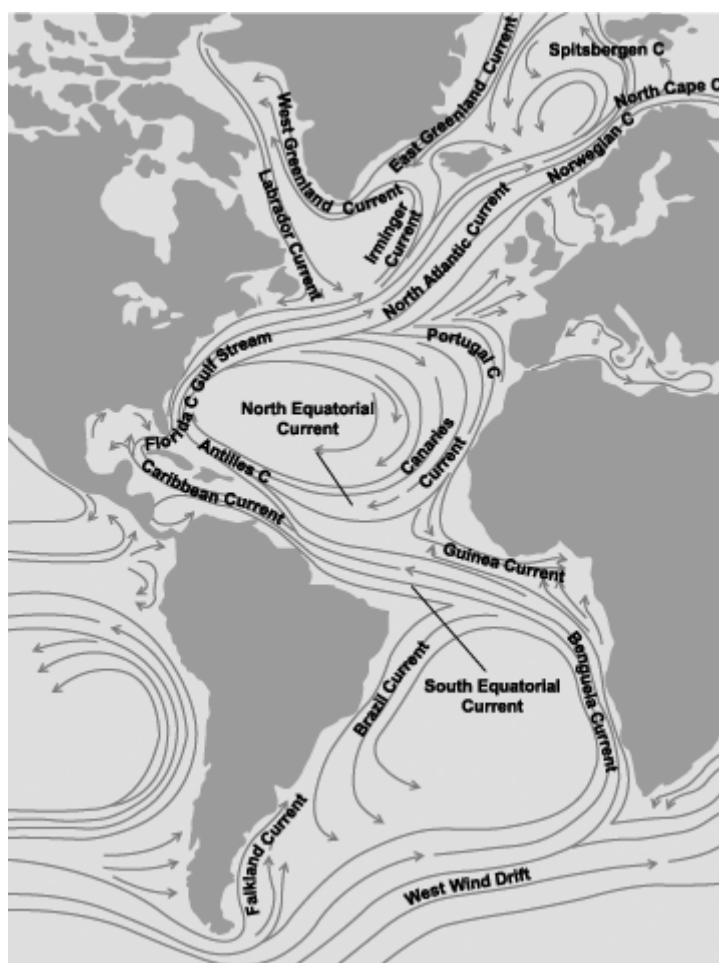 Spitsbergen C
North Cape C
East Greenland Current
West Greenland Current
Norwegian C
Labrador Current
Irminger
Current
North Atlantic Current
Portugal C
Gulf Stream
Florida C
North Equatorial
Current
Antilles C
Canaries
Current
Caribbean Current
Guinea Current
Benguela Current
Brazil Current
South Equatorial
Current
Falkland Current
West Wind Drift